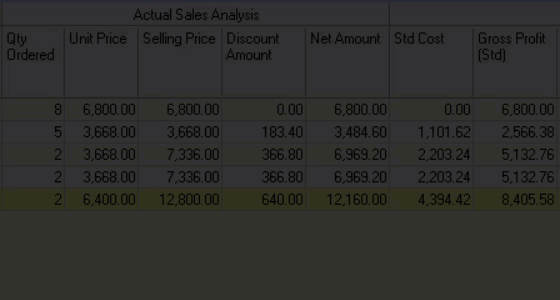 Actual Sales Analysis
Qty Ordered Unit Price Selling Price Discount Amount Net Amount Std Cost Gross Profit (Std)
8 6,800.00 6,800.00 0.00 6,800.00 0.00 6,800.00
5 3,668.00 3,668.00 183.40 3,484.60 1,101.62 2,566.38
2 3,668.00 7,336.00 366.80 6,969.20 2,203.24 5,132.76
2 3,668.00 7,336.00 366.80 6,969.20 2,203.24 5,132.76
2 6,400.00 12,800.00 640.00 12,160.00 4,394.42 8,405.58